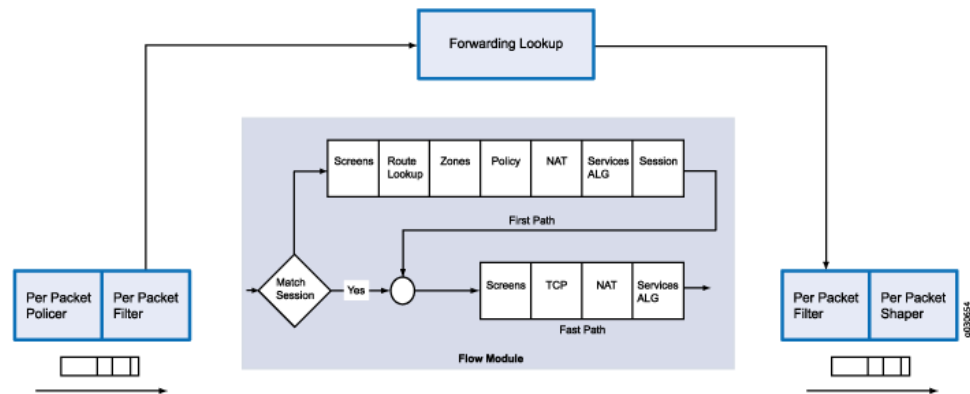 Forwarding Lookup
Screens
Route
Lookup
Zones
Policy
NAT
Services
ALG
Session
First Path
Match
Session
Yes
Screens
TCP
NAT
Services
ALG
Fast Path
Flow Module
Per Packet
Policer
Per Packet
Filter
Per Packet
Filter
Per Packet
Shaper
g030654